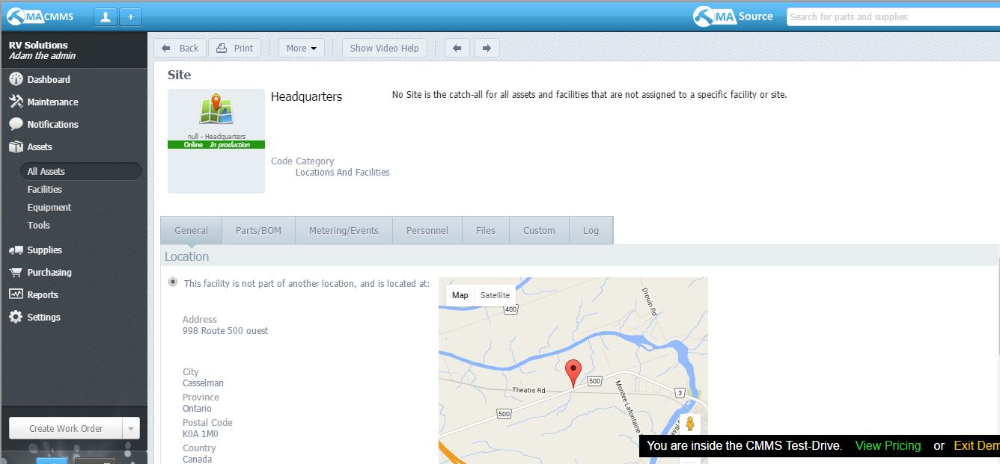 MACMMS
+
MA Source
Search for parts and supplies
RV Solutions
Adam the admin
Dashboard
Maintenance
Notifications
Assets
All Assets
Facilities
Equipment
Tools
Supplies
Purchasing
Reports
Settings
Create Work Order
Back
Print
More
Show Video Help
Site
null - Headquarters
Online In production
Headquarters
No Site is the catch-all for all assets and facilities that are not assigned to a specific facility or site.
Code Category
Locations And Facilities
General
Parts/BOM
Metering/Events
Personnel
Files
Custom
Log
Location
This facility is not part of another location, and is located at:
Address
998 Route 500 ouest
City
Casselman
Province
Ontario
Postal Code
K0A 1M0
Country
Canada
Map
Satellite
400
Drouin Rd
500
Theatre Rd
3
500
Montee Lafontaine
You are inside the CMMS Test-Drive. View Pricing or Exit Dem